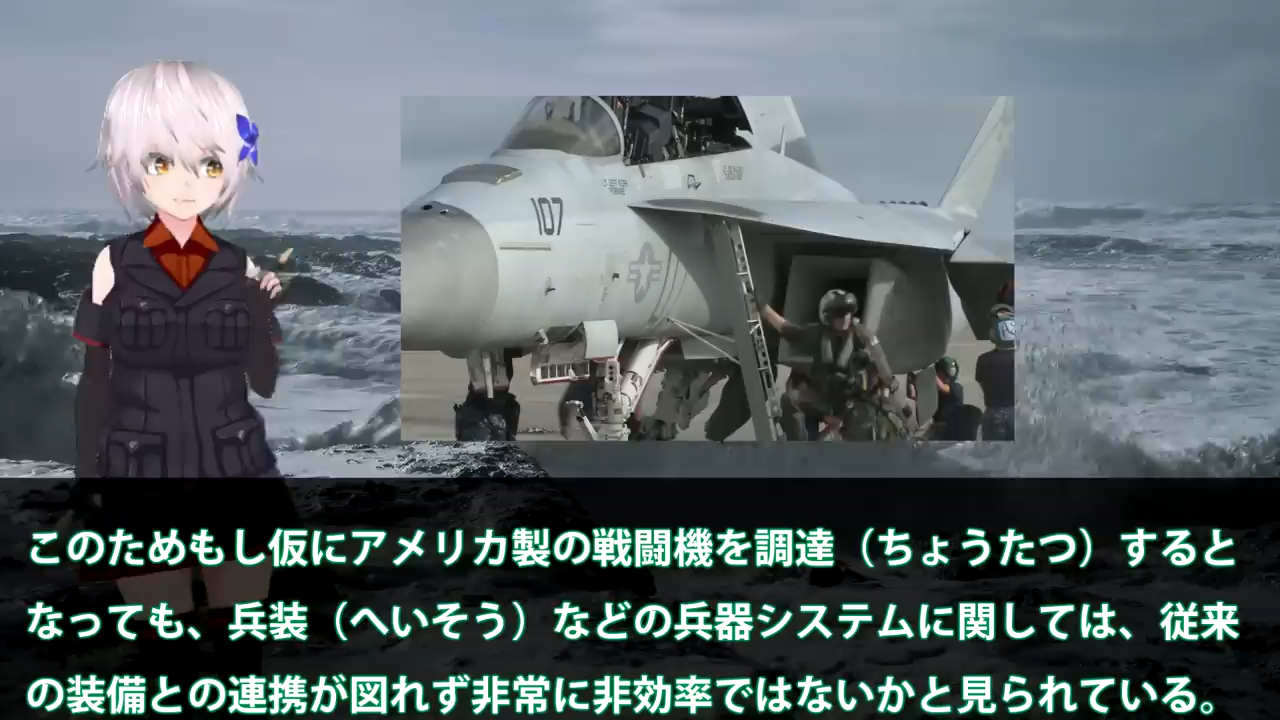 107
このためもし仮にアメリカ製の戦闘機を調達（ちょうたつ）すると
なっても、兵装（へいそう）などの兵器システムに関しては、従来
の装備との連携が図れず非常に非効率ではないかと見られている。